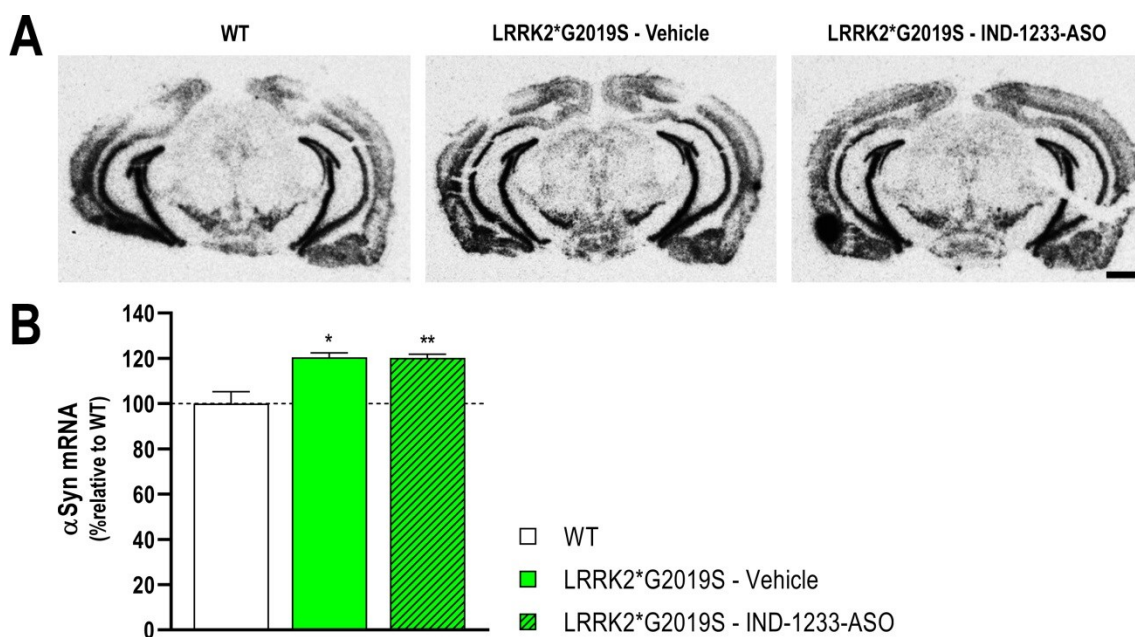 A
WT
LRRK2*G2019S - Vehicle
LRRK2*G2019S - IND-1233-ASO
B
αSyn mRNA
(%relative to WT)
140
120
100
80
60
40
20
0
*
**
WT
LRRK2*G2019S - Vehicle
LRRK2*G2019S - IND-1233-ASO